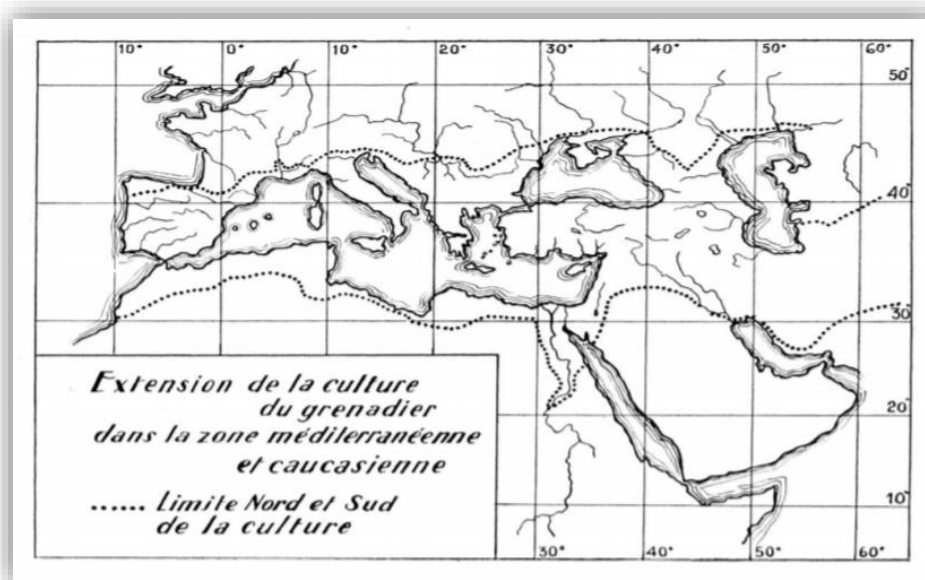 10° 0° 10° 20° 30° 40° 50° 60°
50°
40°
30°
20°
10°
Extension de la culture
du grenadier
dans la zone méditerranéenne
et caucasienne
...... Limite Nord et Sud
de la culture
30° 40° 50° 60°